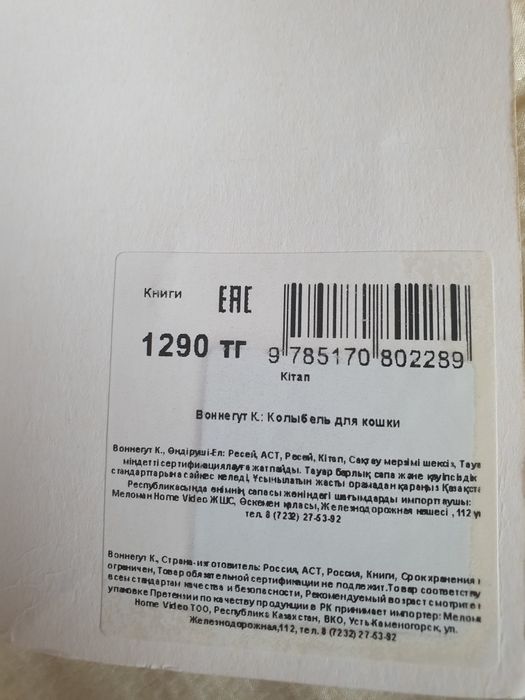 Книги
EAC
1290 тг
9 785170 802289
Кітап
Воннегут К.: Колыбель для кошки
Воннегут К., Өндіруші-Ел: Ресей, АСТ, Ресей, Кітап, Сақтау мерзімі шексіз, Тауа
міндетті сертификациялауға жатпайды. Тауар барлық сапа және қауіпсіздік
стандарттарына сәйкес келеді, Ұсынылатын жасты орамадан қараңыз Қазақста
Республикасында өнімнің сапасы жөніндегі шағымдарды импорттаушы:
Меломан Home Video ЖШС, Өскемен қаласы, Железнодорожная көшесі , 112 ү
тел. 8 (7232) 27-53-92
Воннегут К., Страна-изготовитель: Россия, АСТ, Россия, Книги, Срок хранения н
ограничен, Товар обязательной сертификации не подлежит. Товар соответству
всем стандартам качества и безопасности, Рекомендуемый возраст смотрите н
упаковке Претензии по качеству продукции в РК принимает импортер: Мелома
Home Video ТОО, Республика Казахстан, ВКО, Усть-Каменогорск, ул.
Железнодорожная,112, тел. 8 (7232) 27-53-92